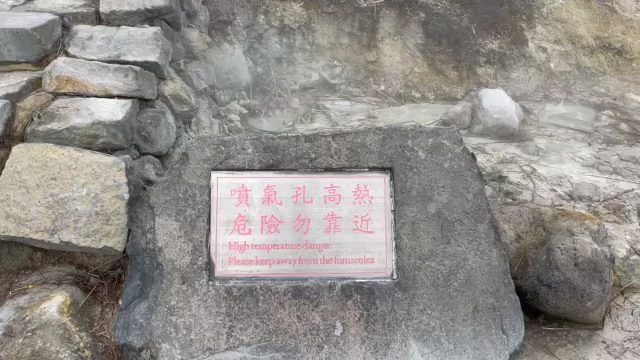 噴氣孔高熱
危險勿靠近
High temperature danger
Please keep away from the fumaroles